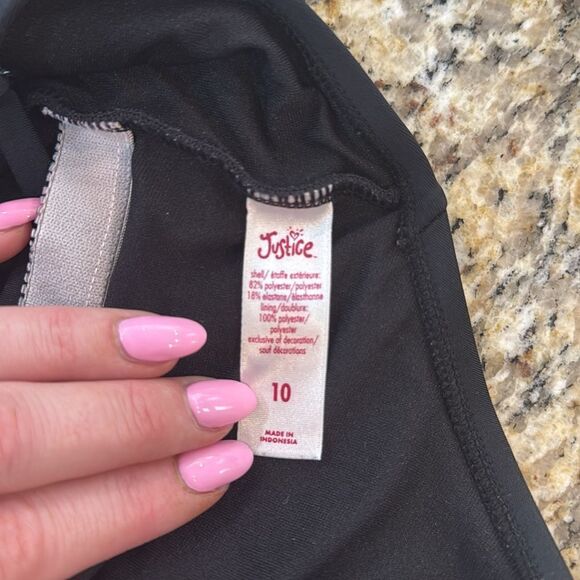 Justice
shell/ étoffe extérieure:
82% polyester/polyester
18% elastane/élasthanne
lining/doublure:
100% polyester/
polyester
exclusive of decoration/
sauf décorations
10
MADE IN
INDONESIA